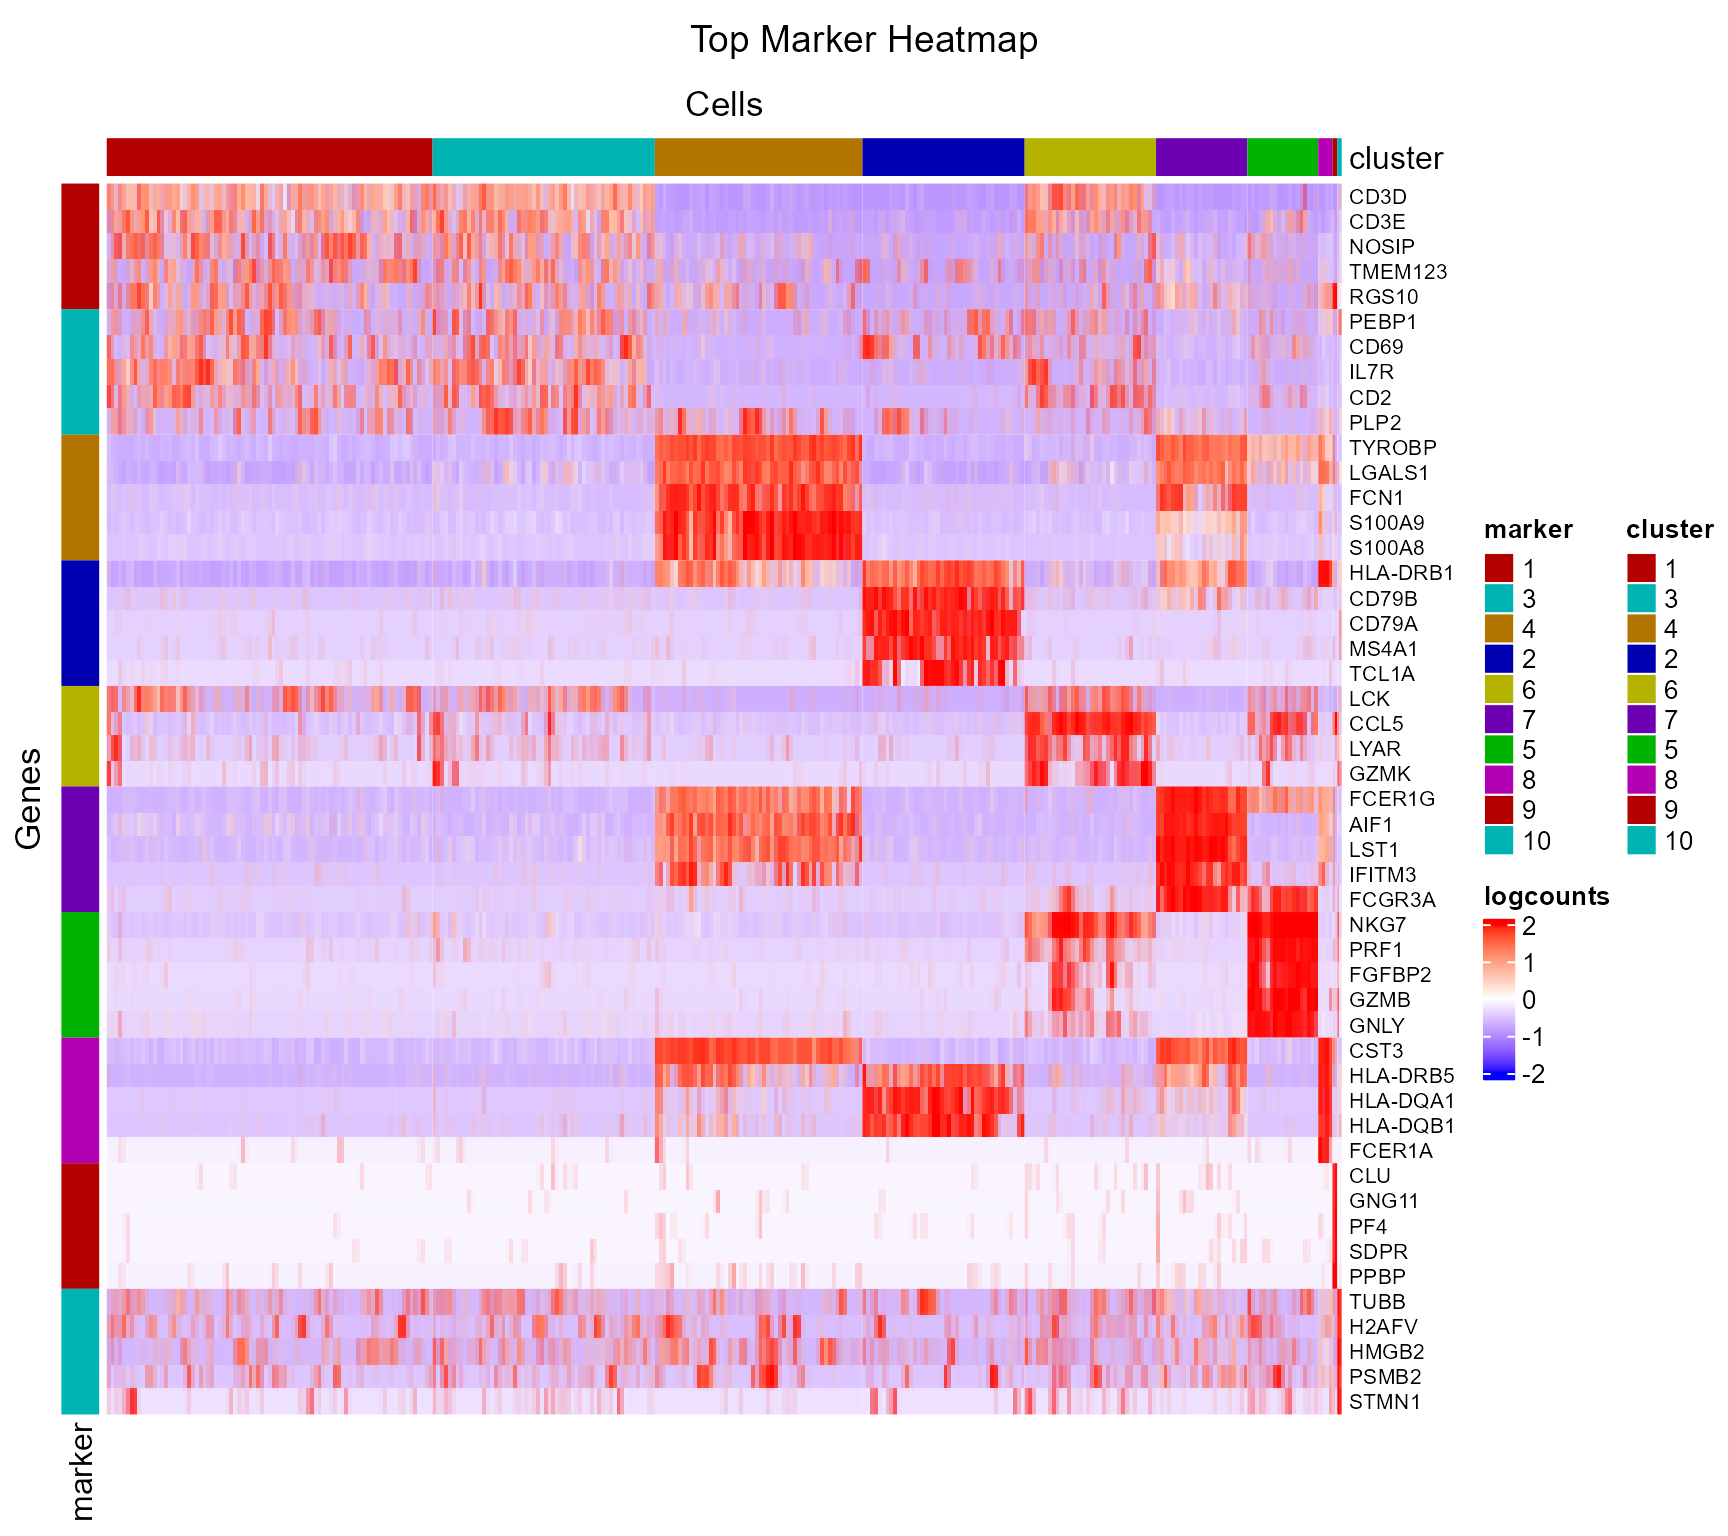 Top Marker Heatmap
Cells
cluster
CD3D
CD3E
NOSIP
TMEM123
RGS10
PEBP1
CD69
IL7R
CD2
PLP2
TYROBP
LGALS1
FCN1
S100A9
S100A8
HLA-DRB1
CD79B
CD79A
MS4A1
TCL1A
LCK
CCL5
LYAR
GZMK
FCER1G
AIF1
LST1
IFITM3
FCGR3A
NKG7
PRF1
FGFBP2
GZMB
GNLY
CST3
HLA-DRB5
HLA-DQA1
HLA-DQB1
FCER1A
CLU
GNG11
PF4
SDPR
PPBP
TUBB
H2AFV
HMGB2
PSMB2
STMN1
Genes
marker
marker
1
3
4
2
6
7
5
8
9
10
cluster
1
3
4
2
6
7
5
8
9
10
logcounts
2
1
0
-1
-2